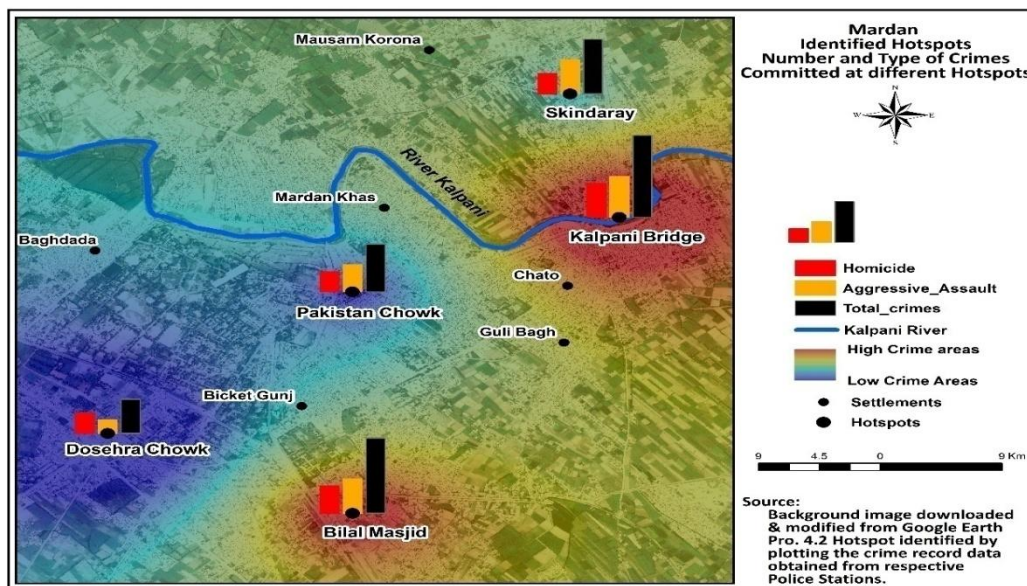 Mardan
Identified Hotspots
Number and Type of Crimes
Committed at different Hotspots
N
W E
S
Mausam Korona
Skindaray
River Kalpani
Mardan Khas
Kalpani Bridge
Baghdada
Chato
Pakistan Chowk
Guli Bagh
Bicket Gunj
Dosehra Chowk
Bilal Masjid
Homicide
Aggressive_Assault
Total_crimes
Kalpani River
High Crime areas
Low Crime Areas
Settlements
Hotspots
9 4.5 0 9 Km
Source:
Background image downloaded
& modified from Google Earth
Pro. 4.2 Hotspot identified by
plotting the crime record data
obtained from respective
Police Stations.